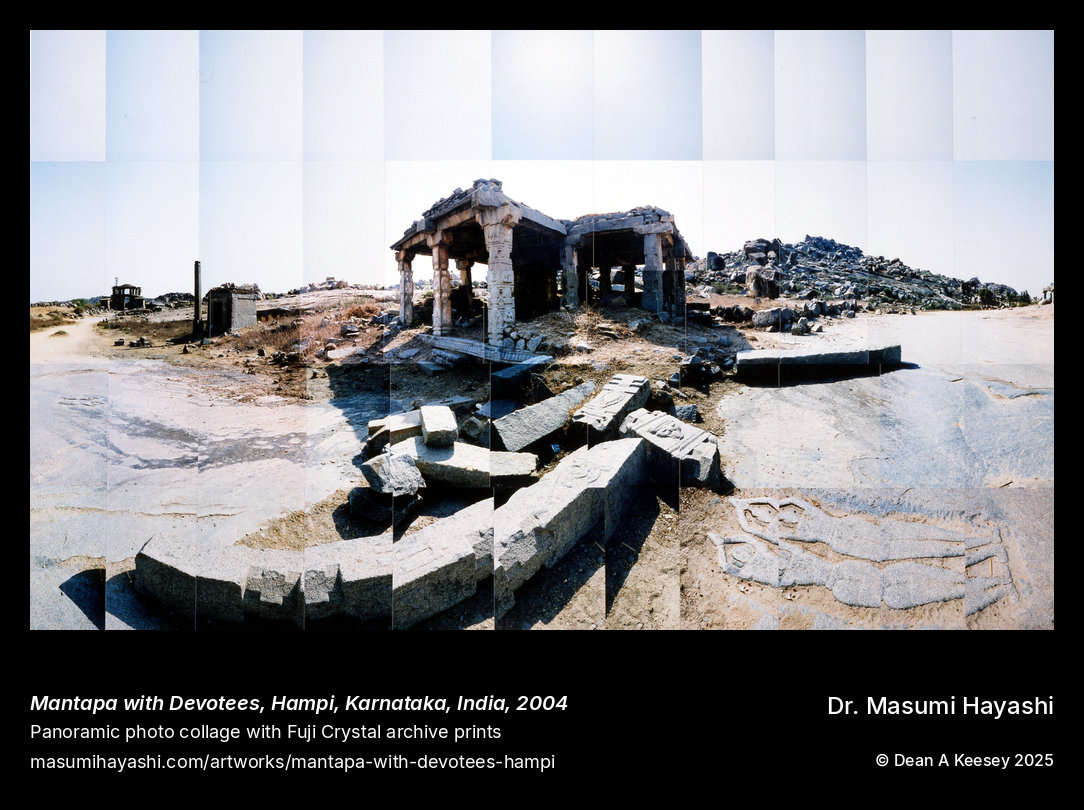 Mantapa with Devotees, Hampi, Karnataka, India, 2004
Panoramic photo collage with Fuji Crystal archive prints
masumihayashi.com/artworks/mantapa-with-devotees-hampi
Dr. Masumi Hayashi
© Dean A Keesey 2025